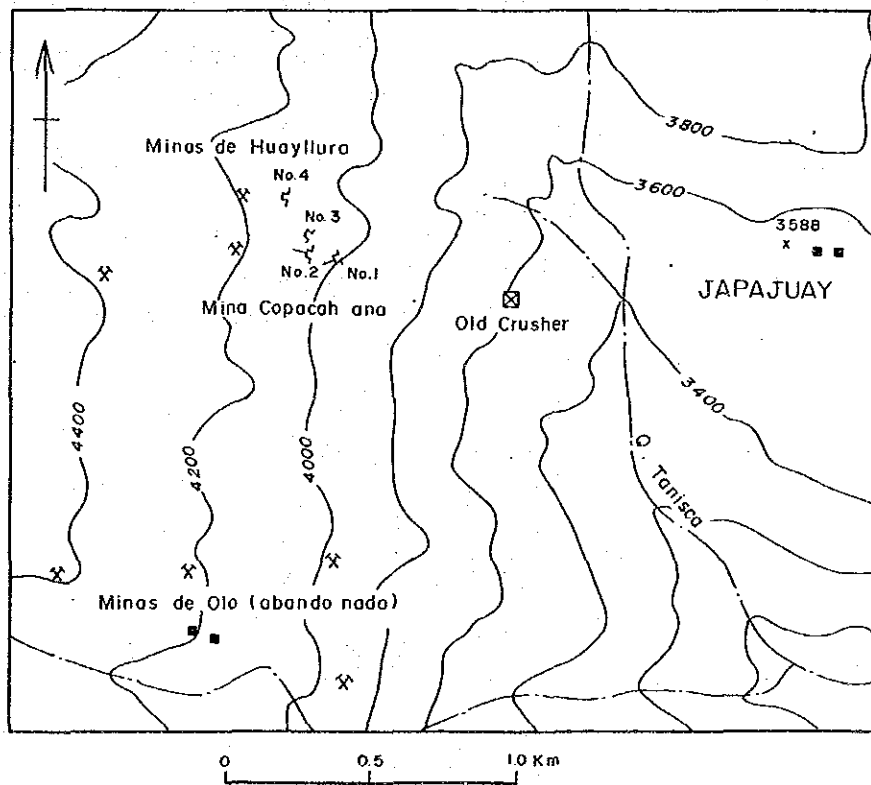 3800
Minas de Huayllura
No.4
3600
No.3
3588
x
No.2
No.1
JAPAJUAY
Mina Copacah ana
Old Crusher
3400
4400
4200
4000
Q. Tanisca
Minas de Olo (abando nada)
0 0.5 1.0 Km